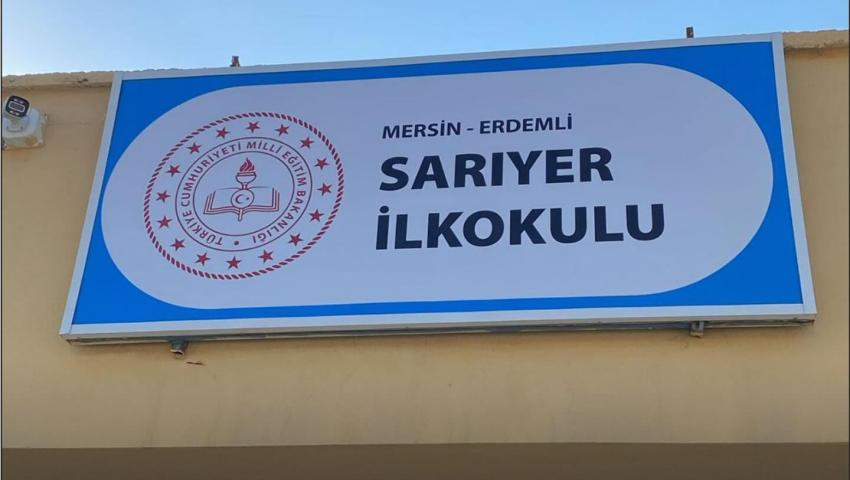 MERSİN - ERDEMLİ
SARIYER
İLKOKULU
TÜRKİYE CUMHURİYETİ MİLLİ EĞİTİM BAKANLIĞI